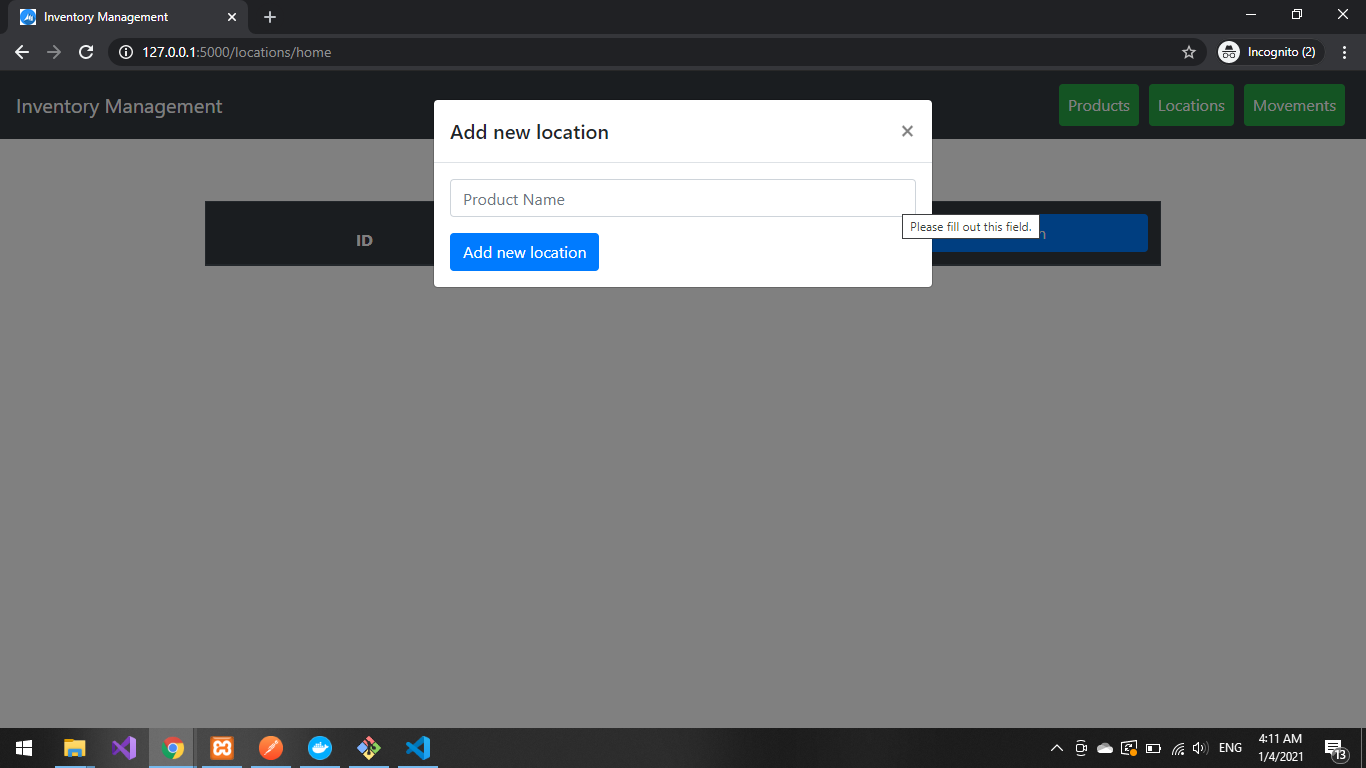 Inventory Management
127.0.0.1:5000/locations/home
Incognito (2)
Inventory Management
Products
Locations
Movements
Add new location
×
Product Name
Please fill out this field.
ID
Add new location
ENG
4:11 AM
1/4/2021
13